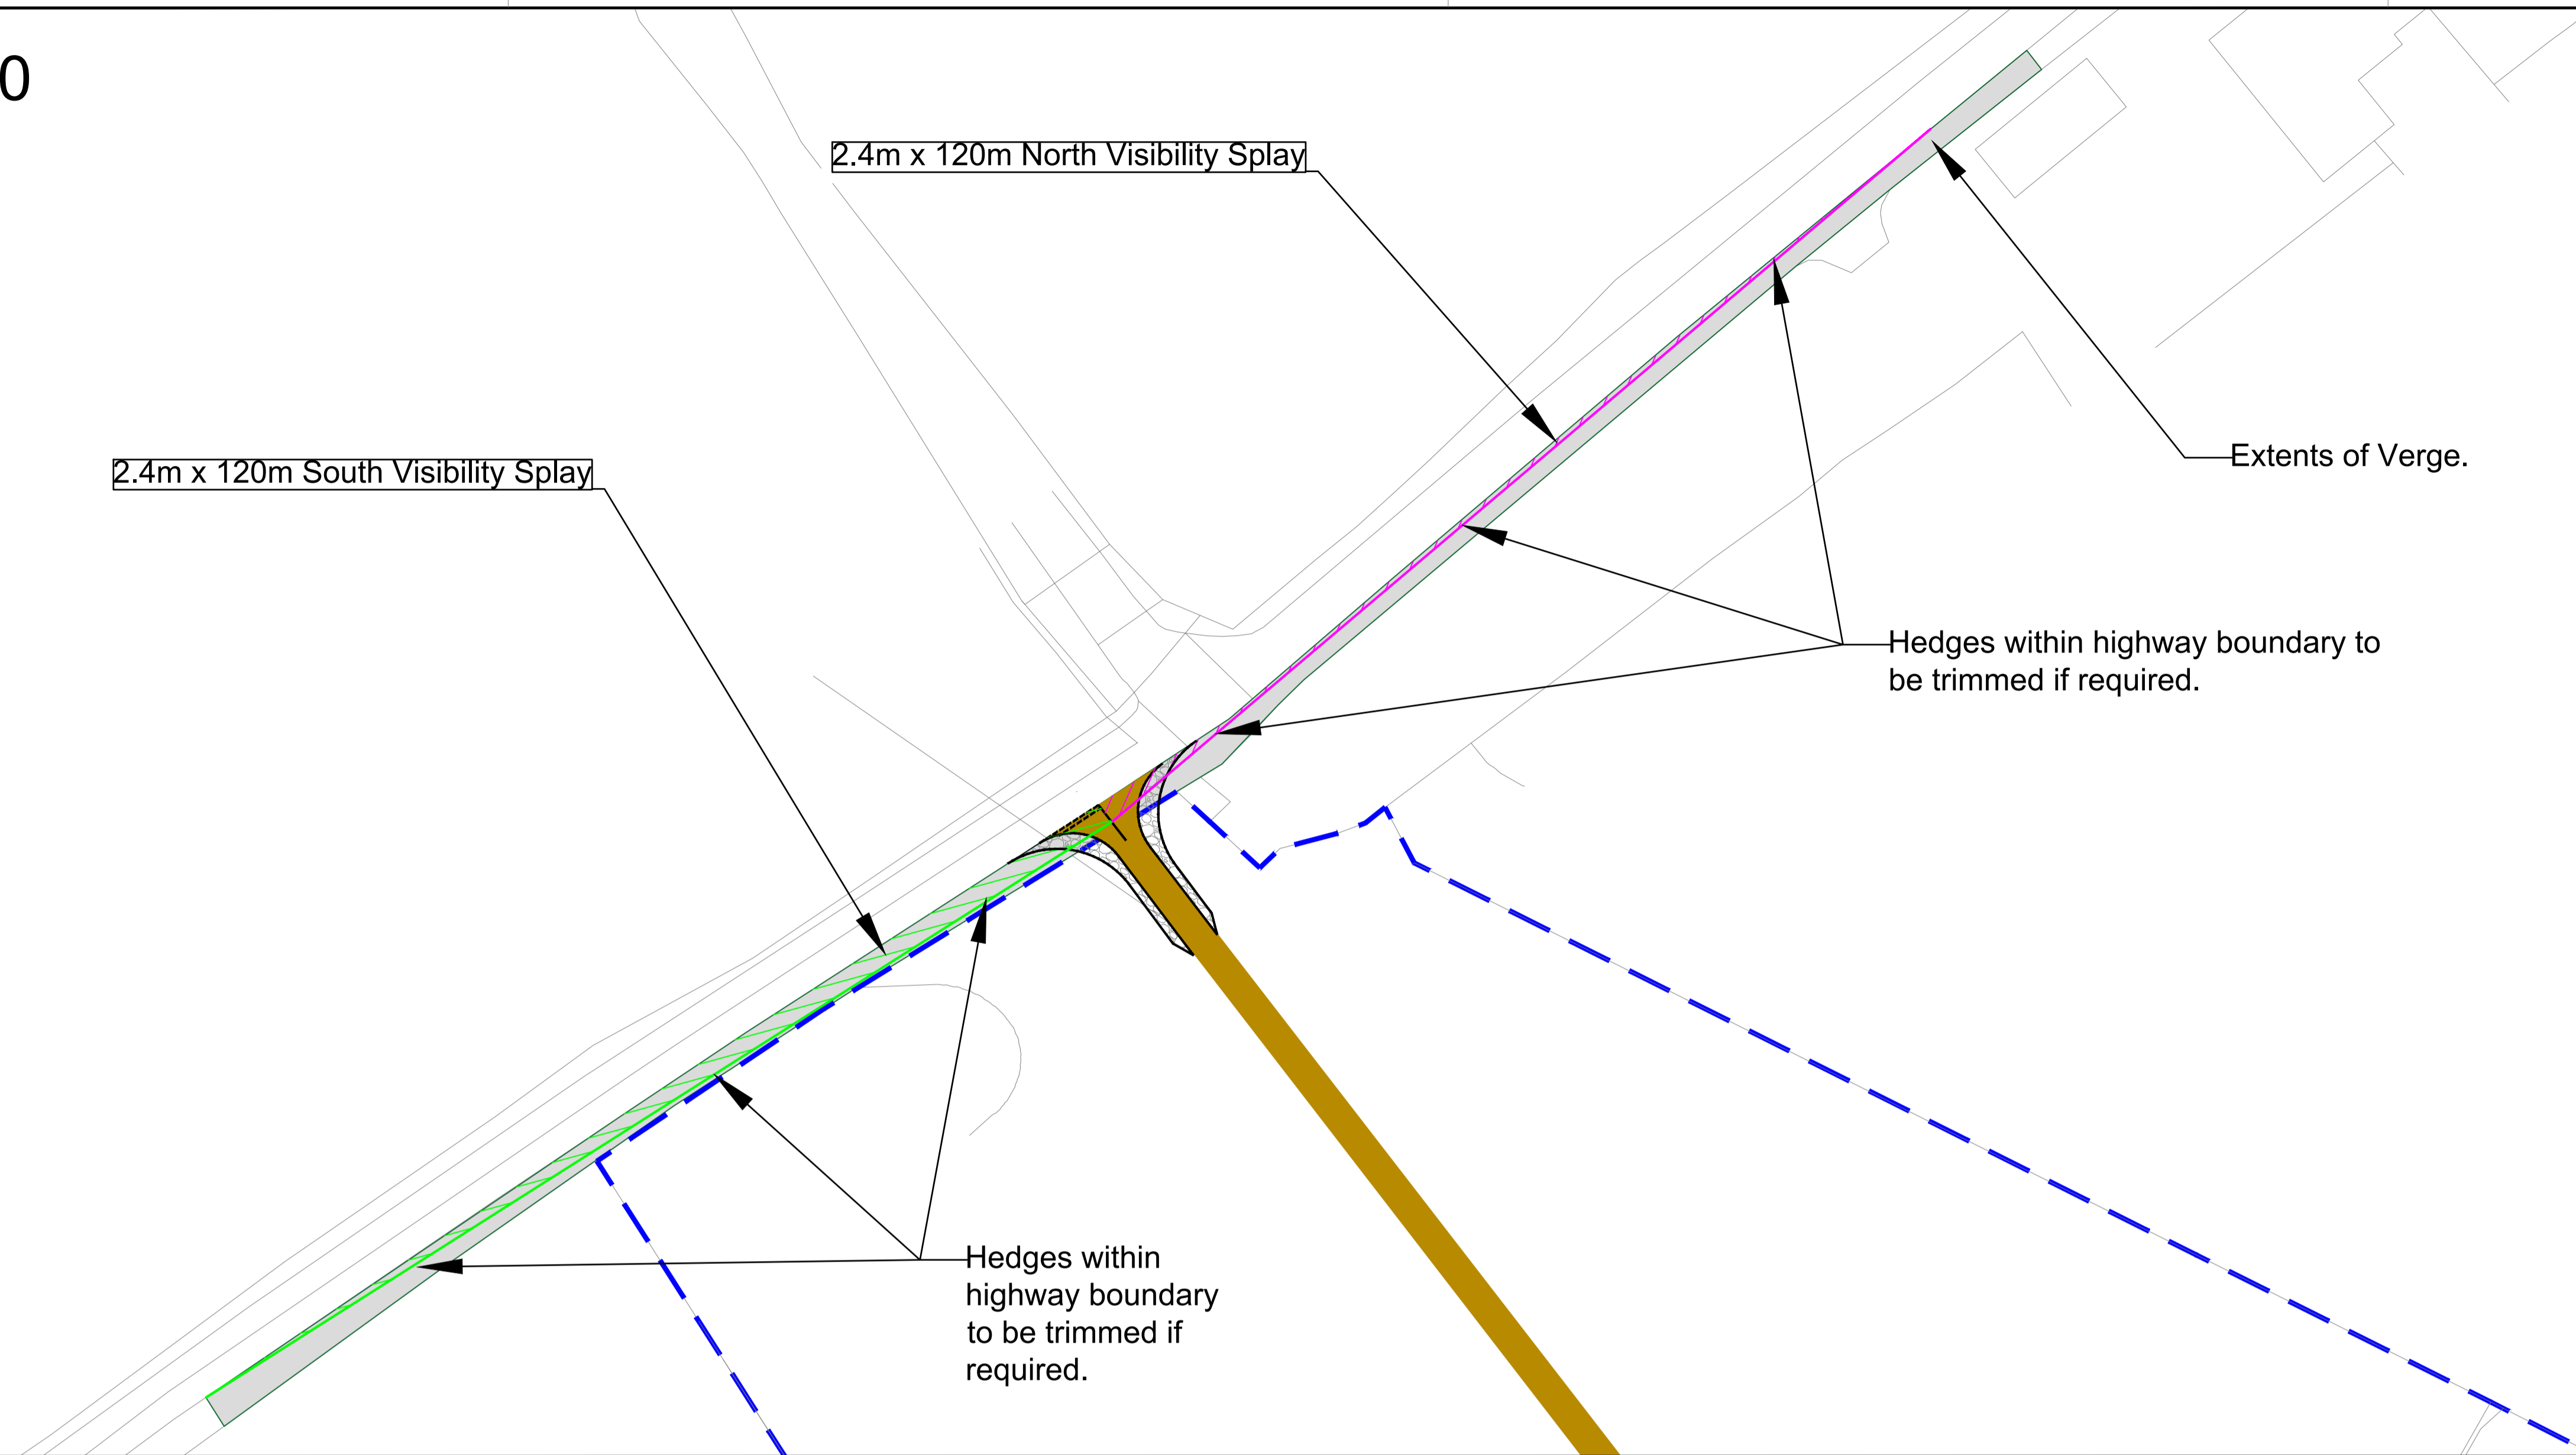 0
2.4m x 120m North Visibility Splay
2.4m x 120m South Visibility Splay
Extents of Verge.
Hedges within highway boundary to
be trimmed if required.
Hedges within
highway boundary
to be trimmed if
required.